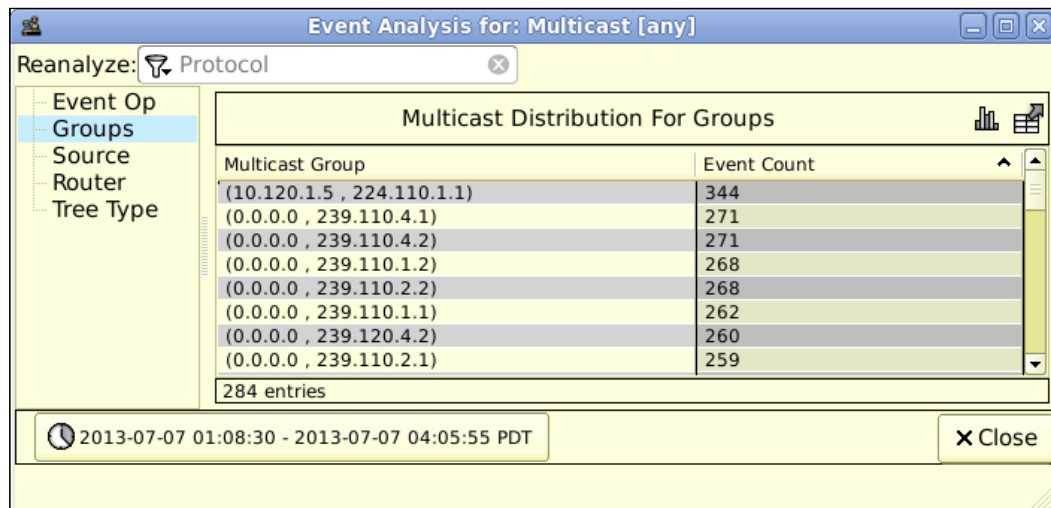 Event Analysis for: Multicast [any]
Reanalyze: Protocol
Event Op
Groups
Source
Router
Tree Type
Multicast Distribution For Groups
Multicast Group Event Count
(10.120.1.5 , 224.110.1.1) 344
(0.0.0.0 , 239.110.4.1) 271
(0.0.0.0 , 239.110.4.2) 271
(0.0.0.0 , 239.110.1.2) 268
(0.0.0.0 , 239.110.2.2) 268
(0.0.0.0 , 239.110.1.1) 262
(0.0.0.0 , 239.120.4.2) 260
(0.0.0.0 , 239.110.2.1) 259
284 entries
2013-07-07 01:08:30 - 2013-07-07 04:05:55 PDT
Close